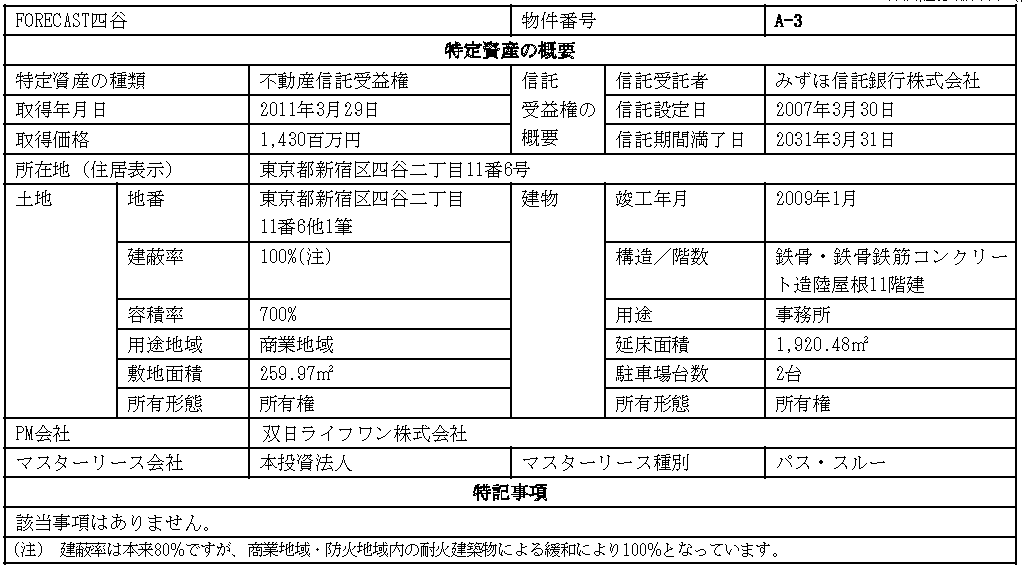 FORECAST四谷 物件番号 A-3
特定資産の概要
特定資産の種類 不動産信託受益権 信託 信託受託者 みずほ信託銀行株式会社
取得年月日 2011年3月29日 受益権の 信託設定日 2007年3月30日
取得価格 1,430百万円 概要 信託期間満了日 2031年3月31日
所在地（住居表示） 東京都新宿区四谷二丁目11番6号
土地 地番 東京都新宿区四谷二丁目 建物 竣工年月 2009年1月
11番6他1筆
建蔽率 100%(注) 構造／階数 鉄骨・鉄骨鉄筋コンクリー
ト造陸屋根11階建
容積率 700% 用途 事務所
用途地域 商業地域 延床面積 1,920.48㎡
敷地面積 259.97㎡ 駐車場台数 2台
所有形態 所有権 所有形態 所有権
PM会社 双日ライフワン株式会社
マスターリース会社 本投資法人 マスターリース種別 パス・スルー
特記事項
該当事項はありません。
(注) 建蔽率は本来80%ですが、商業地域・防火地域内の耐火建築物による緩和により100%となっています。